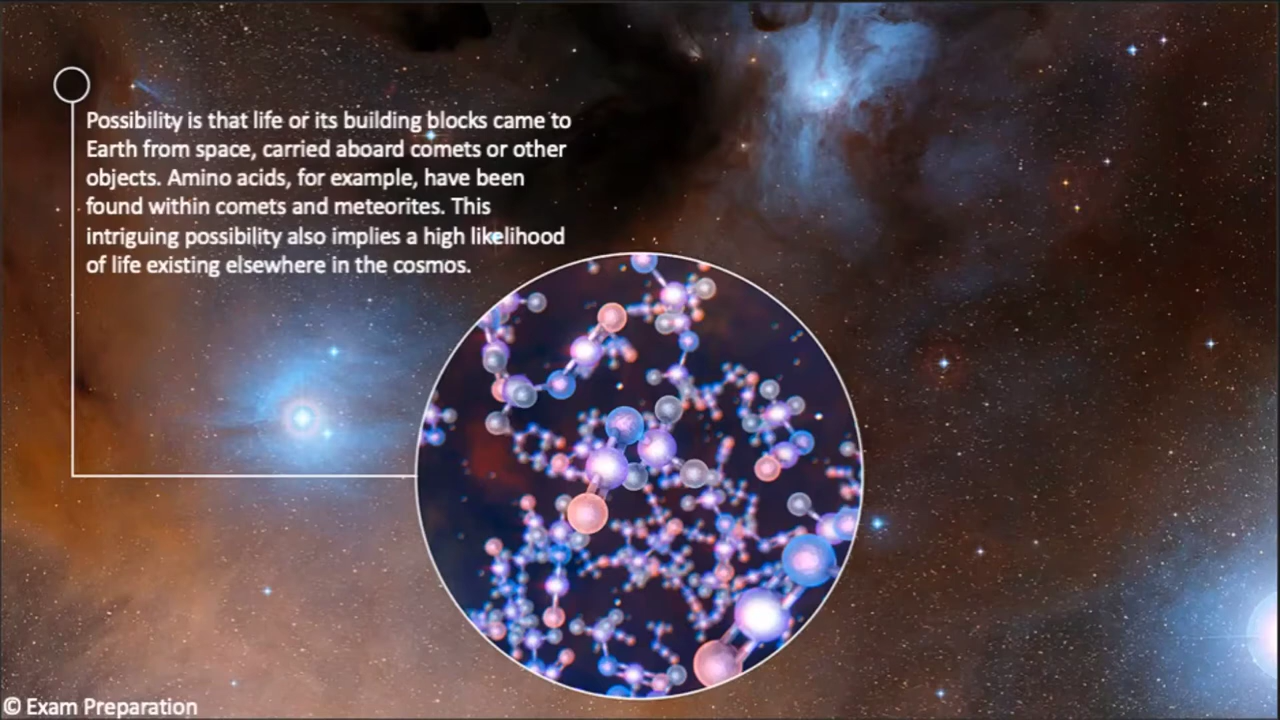 Possibility is that life or its building blocks came to
Earth from space, carried aboard comets or other
objects. Amino acids, for example, have been
found within comets and meteorites. This
intriguing possibility also implies a high likelihood
of life existing elsewhere in the cosmos.
© Exam Preparation